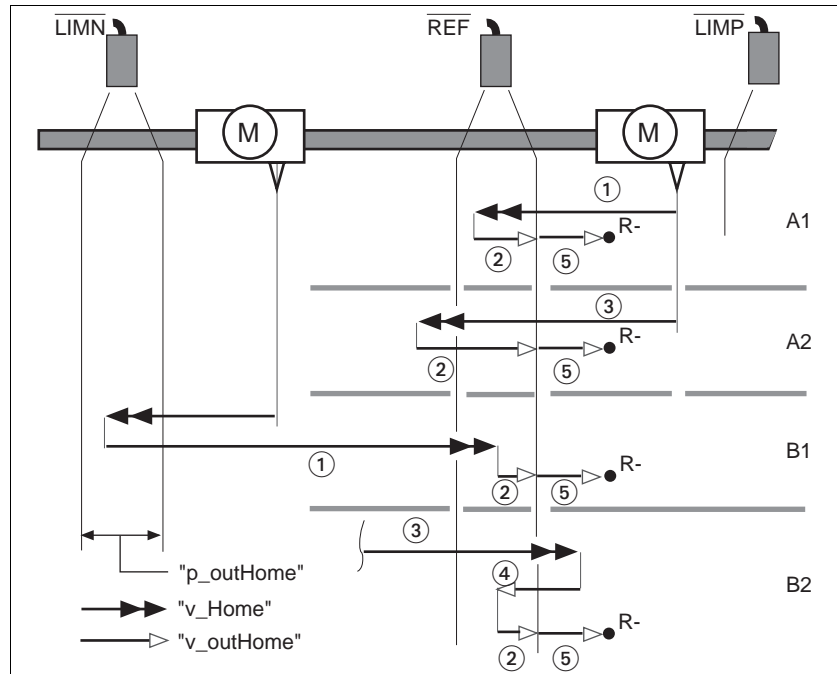 LIMN REF LIMP
M M
1
A1
R-
2 5
3
A2
R-
2 5
B1
1
R-
2 5
3
"p_outHome"
4
B2
"v_Home"
R-
"v_outHome"
2 5